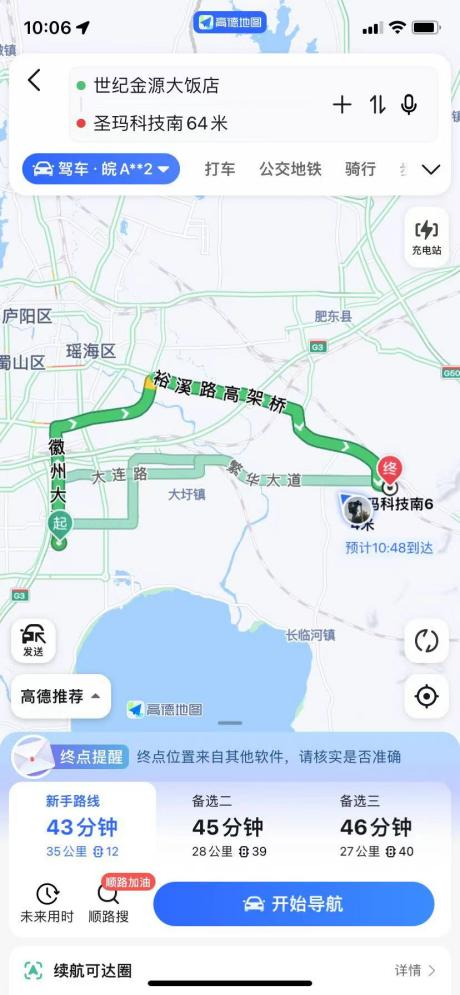 10:06
高德地图
世纪金源大饭店
圣玛科技南64米
驾车·皖A**2
打车
公交地铁
骑行
充电站
庐阳区
肥东县
G3
瑶海区
蜀山区
G60
裕溪路高架桥
徽州大
大连路
繁华大道
终
大圩镇
玛科技南6
4米
起
预计10:48到达
G3
长临河镇
发送
高德推荐
高德地图
终点提醒
终点位置来自其他软件，请核实是否准确
新手路线
备选二
备选三
43分钟
45分钟
46分钟
35公里 12
28公里 39
27公里 40
顺路加油
未来用时
顺路搜
开始导航
续航可达圈
详情